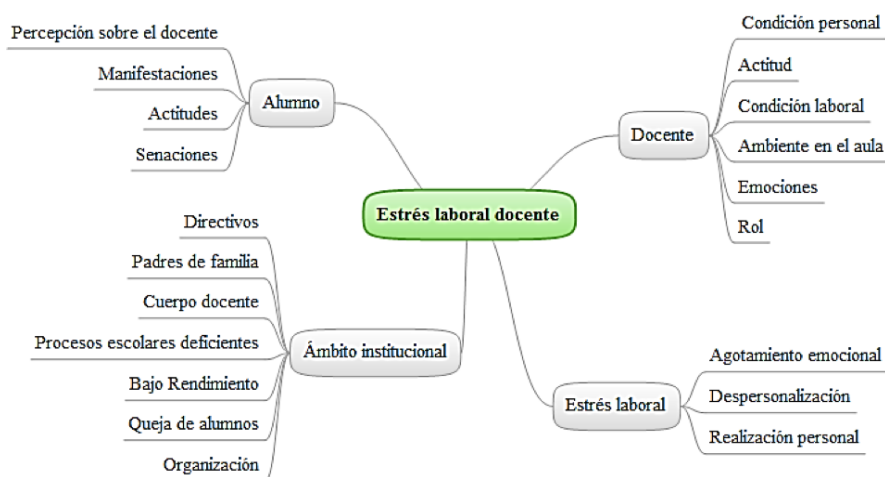 Percepción sobre el docente
Manifestaciones
Actitudes
Senaciones
Alumno
Condición personal
Actitud
Condición laboral
Ambiente en el aula
Emociones
Rol
Docente
Estrés laboral docente
Directivos
Padres de familia
Cuerpo docente
Procesos escolares deficientes
Bajo Rendimiento
Queja de alumnos
Organización
Ámbito institucional
Estrés laboral
Agotamiento emocional
Despersonalización
Realización personal